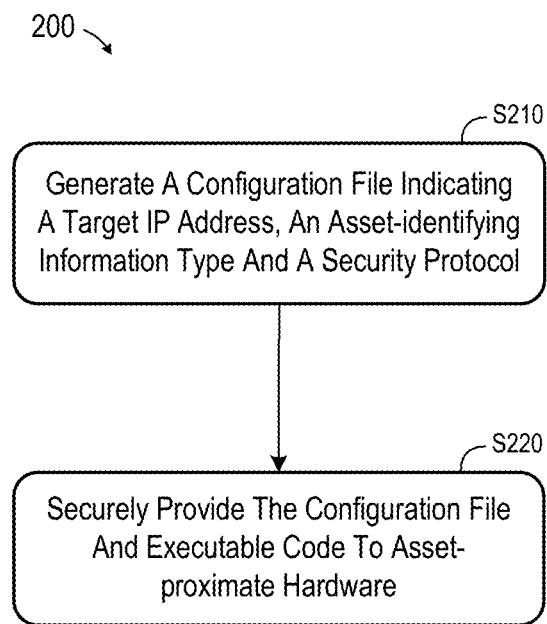 200
S210
Generate A Configuration File Indicating
A Target IP Address, An Asset-identifying
Information Type And A Security Protocol
S220
Securely Provide The Configuration File
And Executable Code To Asset-
proximate Hardware